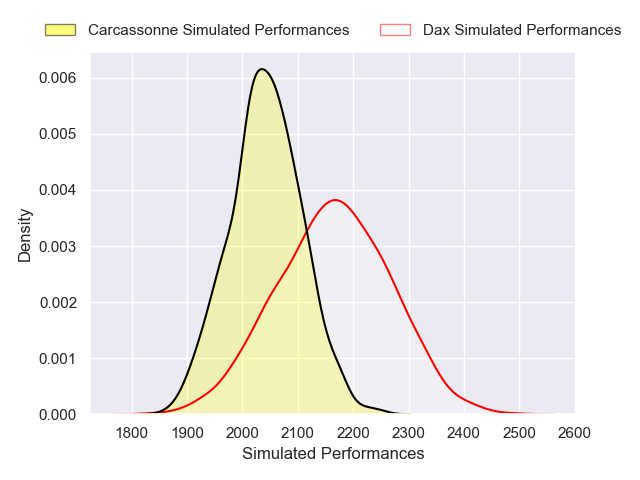 Carcassonne Simulated Performances
Dax Simulated Performances
0.006
0.005
0.004
0.003
0.002
0.001
0.000
Density
1800 1900 2000 2100 2200 2300 2400 2500 2600
Simulated Performances